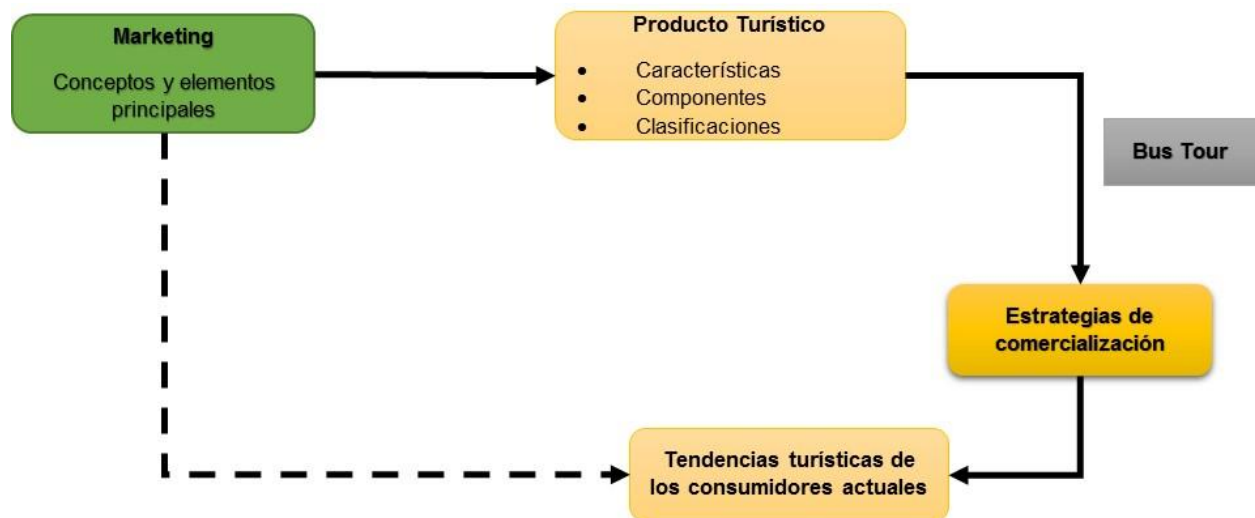 Marketing
Conceptos y elementos
principales
Producto Turístico
• Características
• Componentes
• Clasificaciones
Bus Tour
Estrategias de
comercialización
Tendencias turísticas de
los consumidores actuales